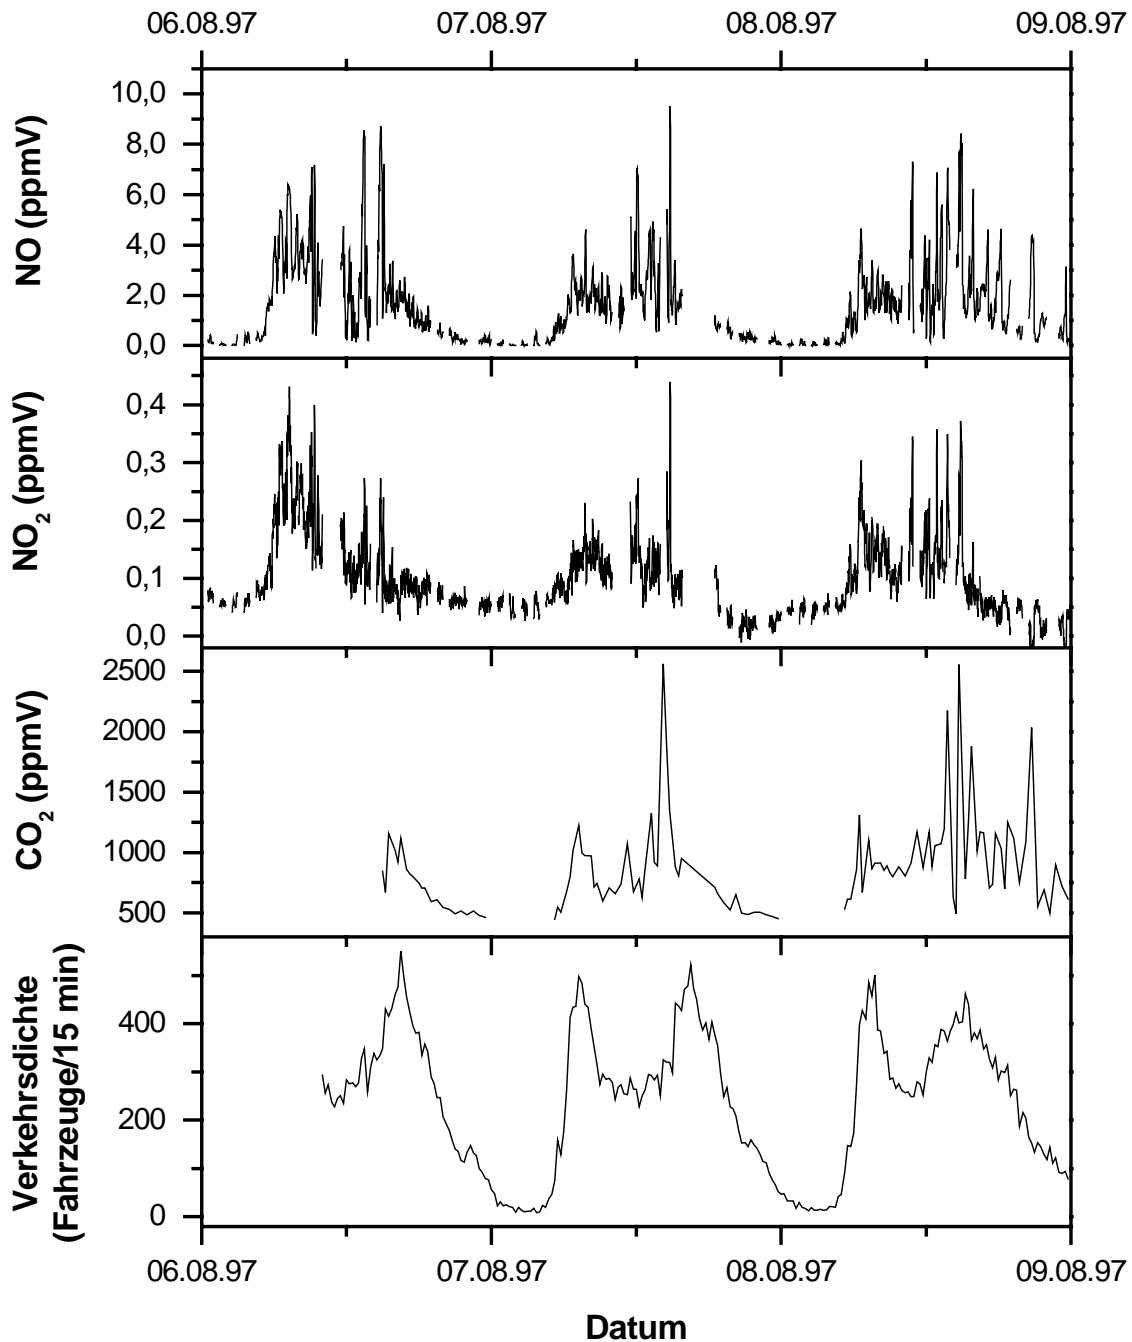 06.08.97 07.08.97 08.08.97 09.08.97
NO (ppmV)
10,0
8,0
6,0
4,0
2,0
0,0
NO2 (ppmV)
0,4
0,3
0,2
0,1
0,0
CO2 (ppmV)
2500
2000
1500
1000
500
Verkehrsdichte
(Fahrzeuge/15 min)
400
200
0
06.08.97 07.08.97 08.08.97 09.08.97
Datum